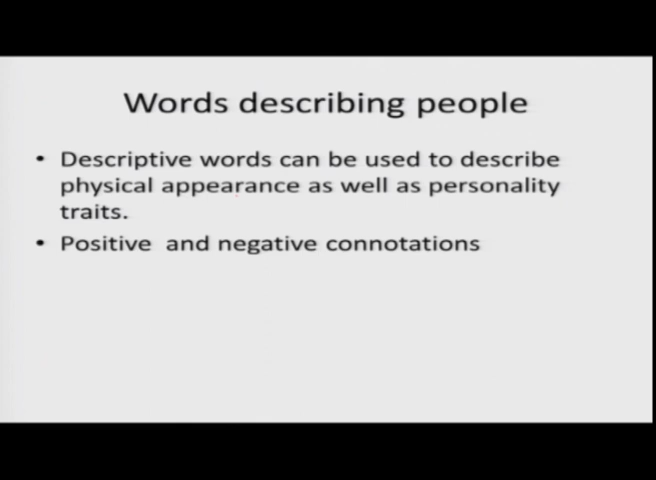 Words describing people
• Descriptive words can be used to describe
physical appearance as well as personality
traits.
• Positive and negative connotations